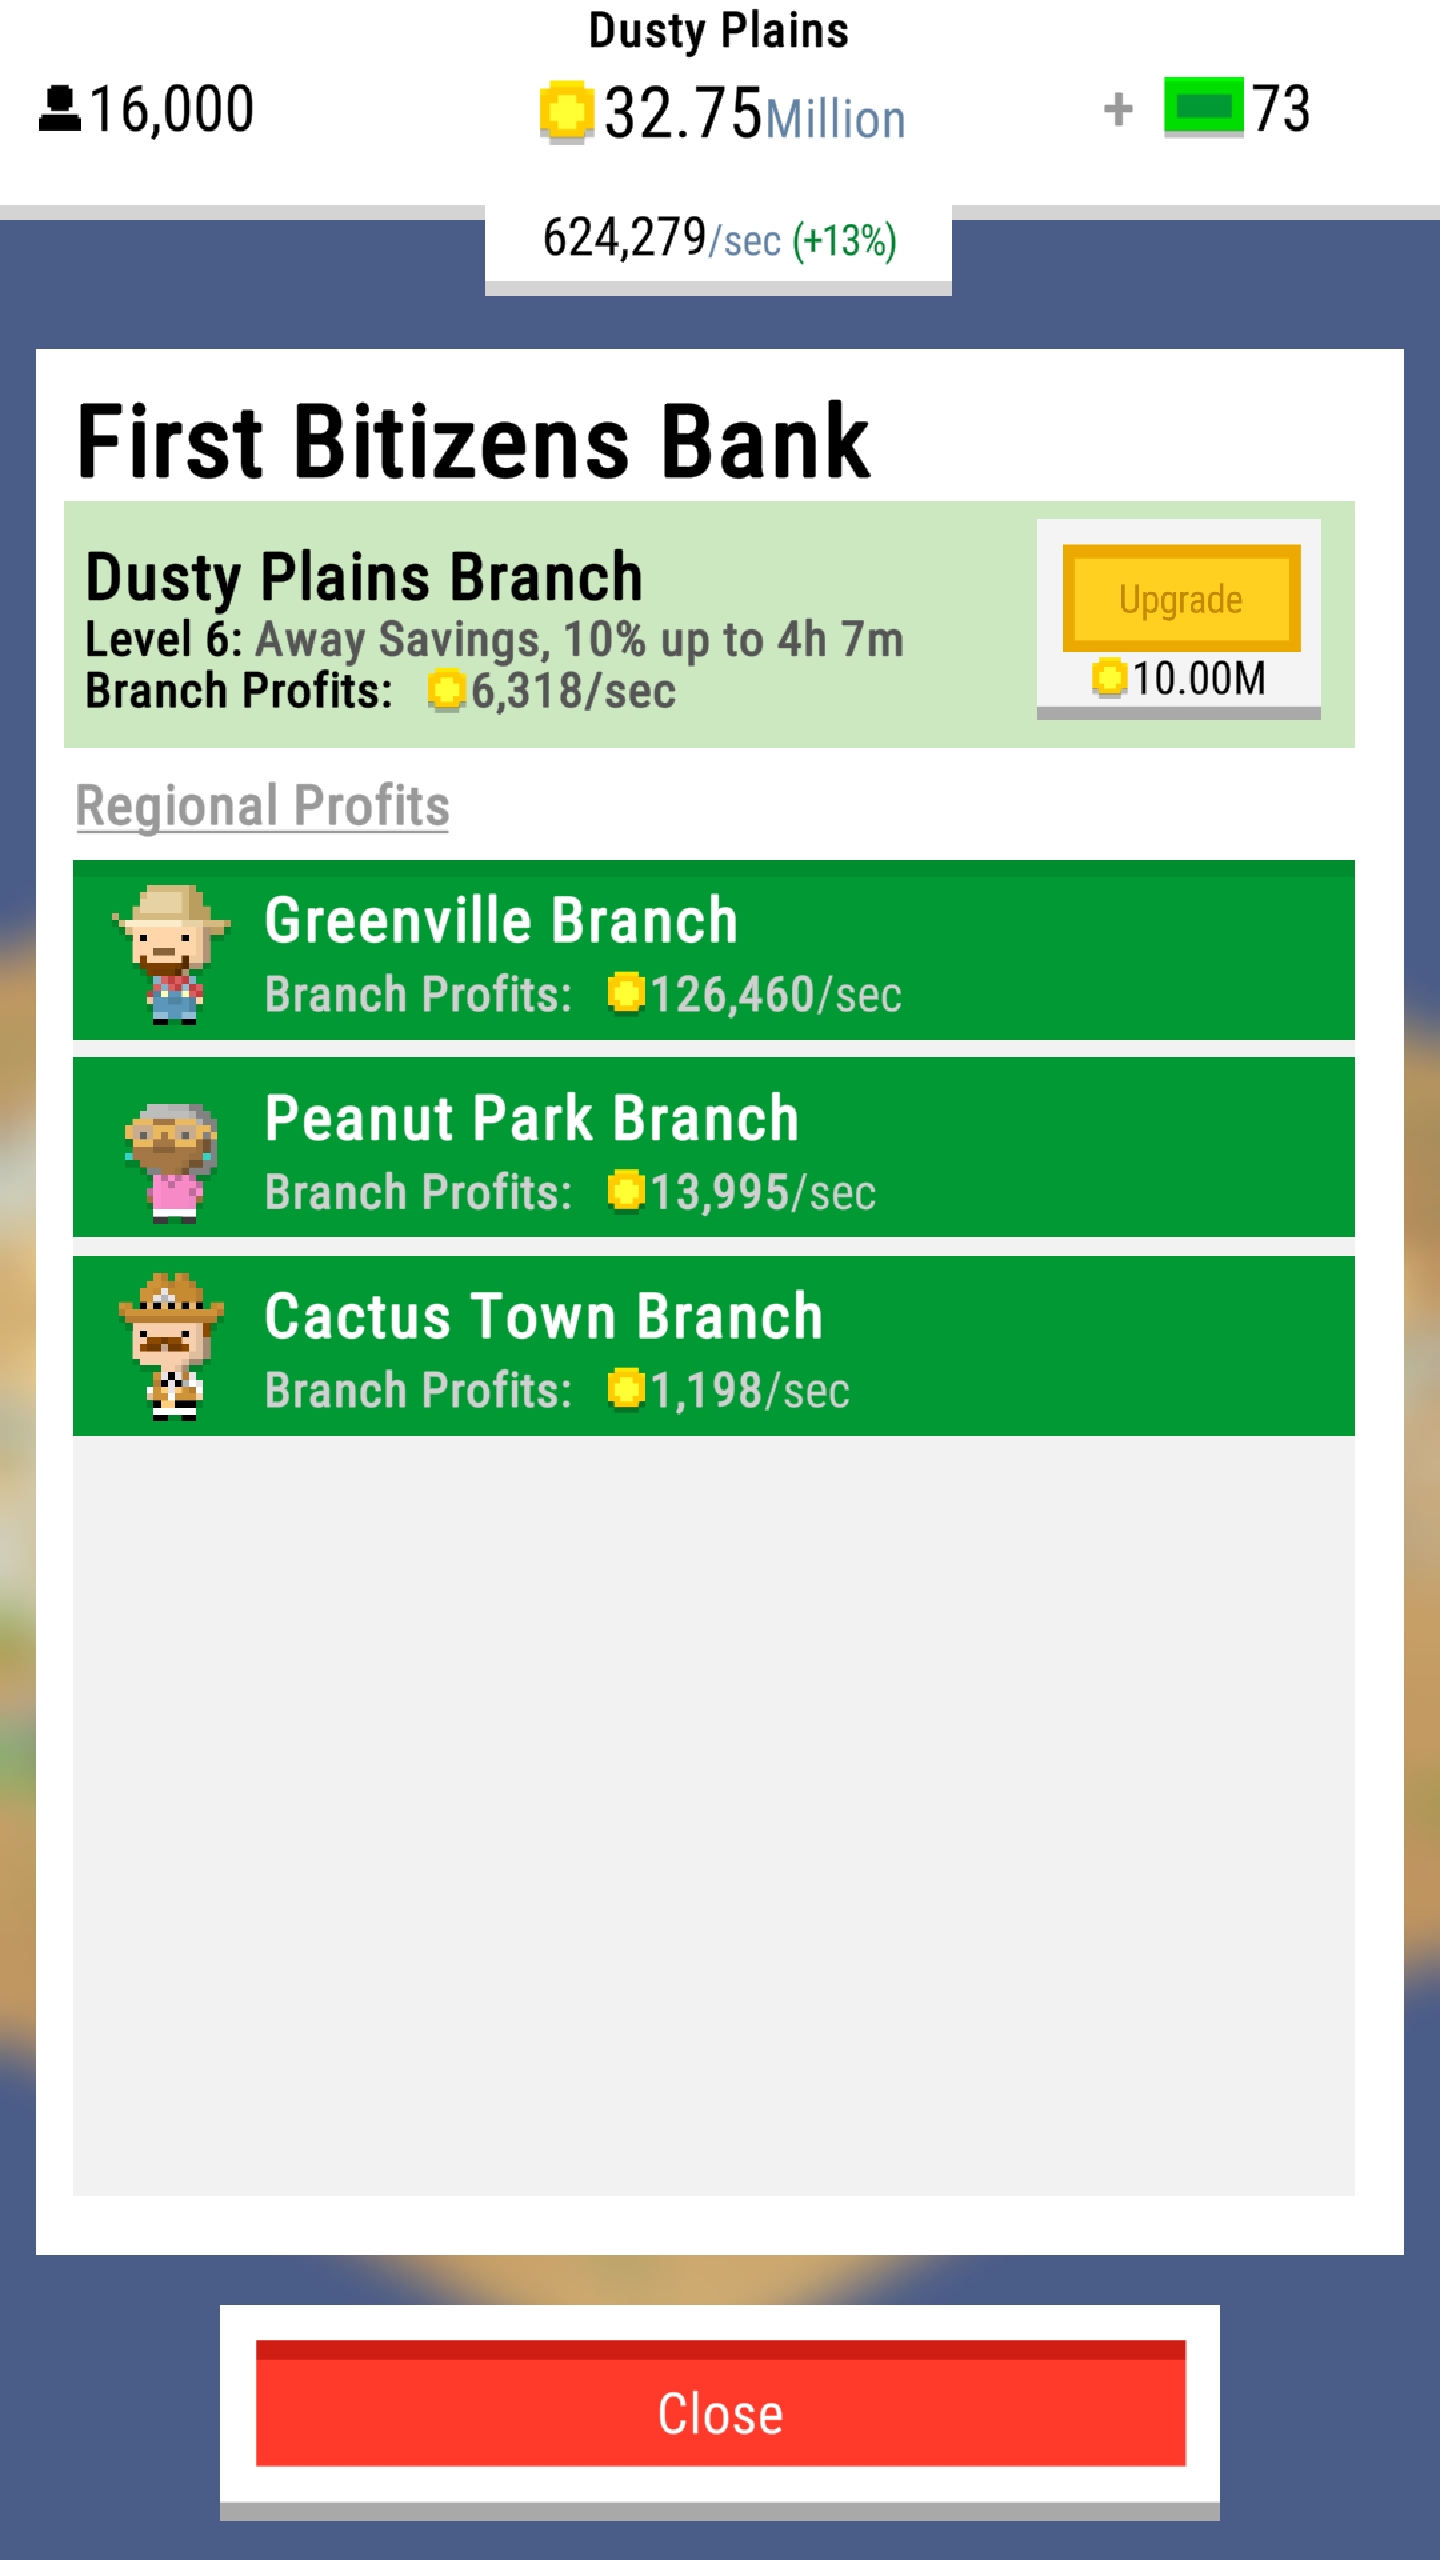 Dusty Plains
16,000
32.75Million
+ 73
624,279/sec (+13%)
First Bitizens Bank
Dusty Plains Branch
Level 6: Away Savings, 10% up to 4h 7m
Branch Profits: 6,318/sec
Upgrade
10.00M
Regional Profits
Greenville Branch
Branch Profits: 126,460/sec
Peanut Park Branch
Branch Profits: 13,995/sec
Cactus Town Branch
Branch Profits: 1,198/sec
Close